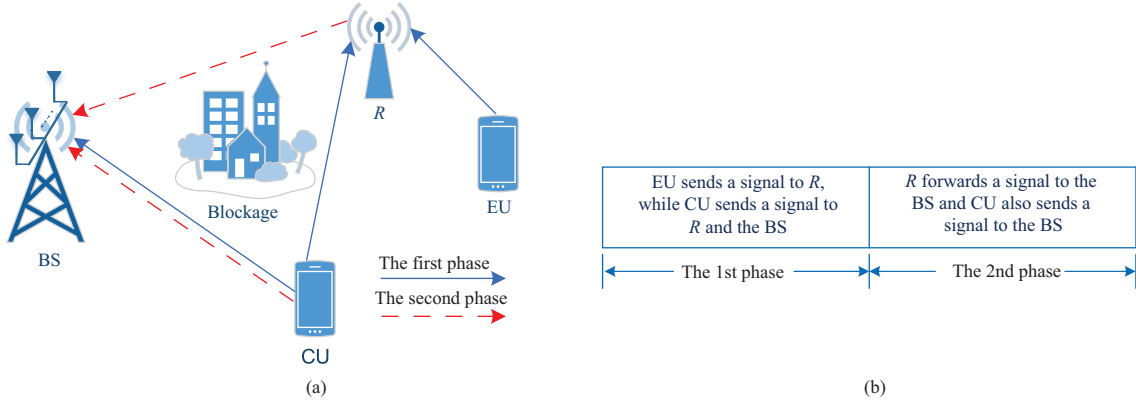 R
EU
Blockage
BS
The first phase
The second phase
CU
(a)
EU sends a signal to R,
while CU sends a signal to
R and the BS
R forwards a signal to the
BS and CU also sends a
signal to the BS
The 1st phase
The 2nd phase
(b)